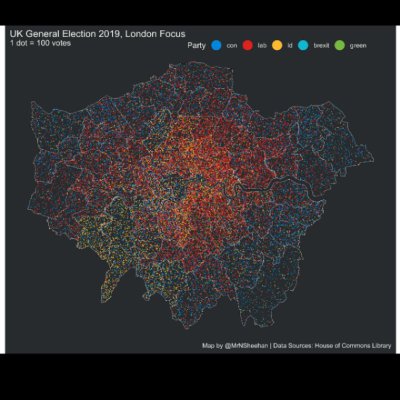 UK General Election 2019, London Focus
1 dot = 100 votes
Party con lab ld brexit green
Map by @MrNSheehan | Data Sources: House of Commons Library